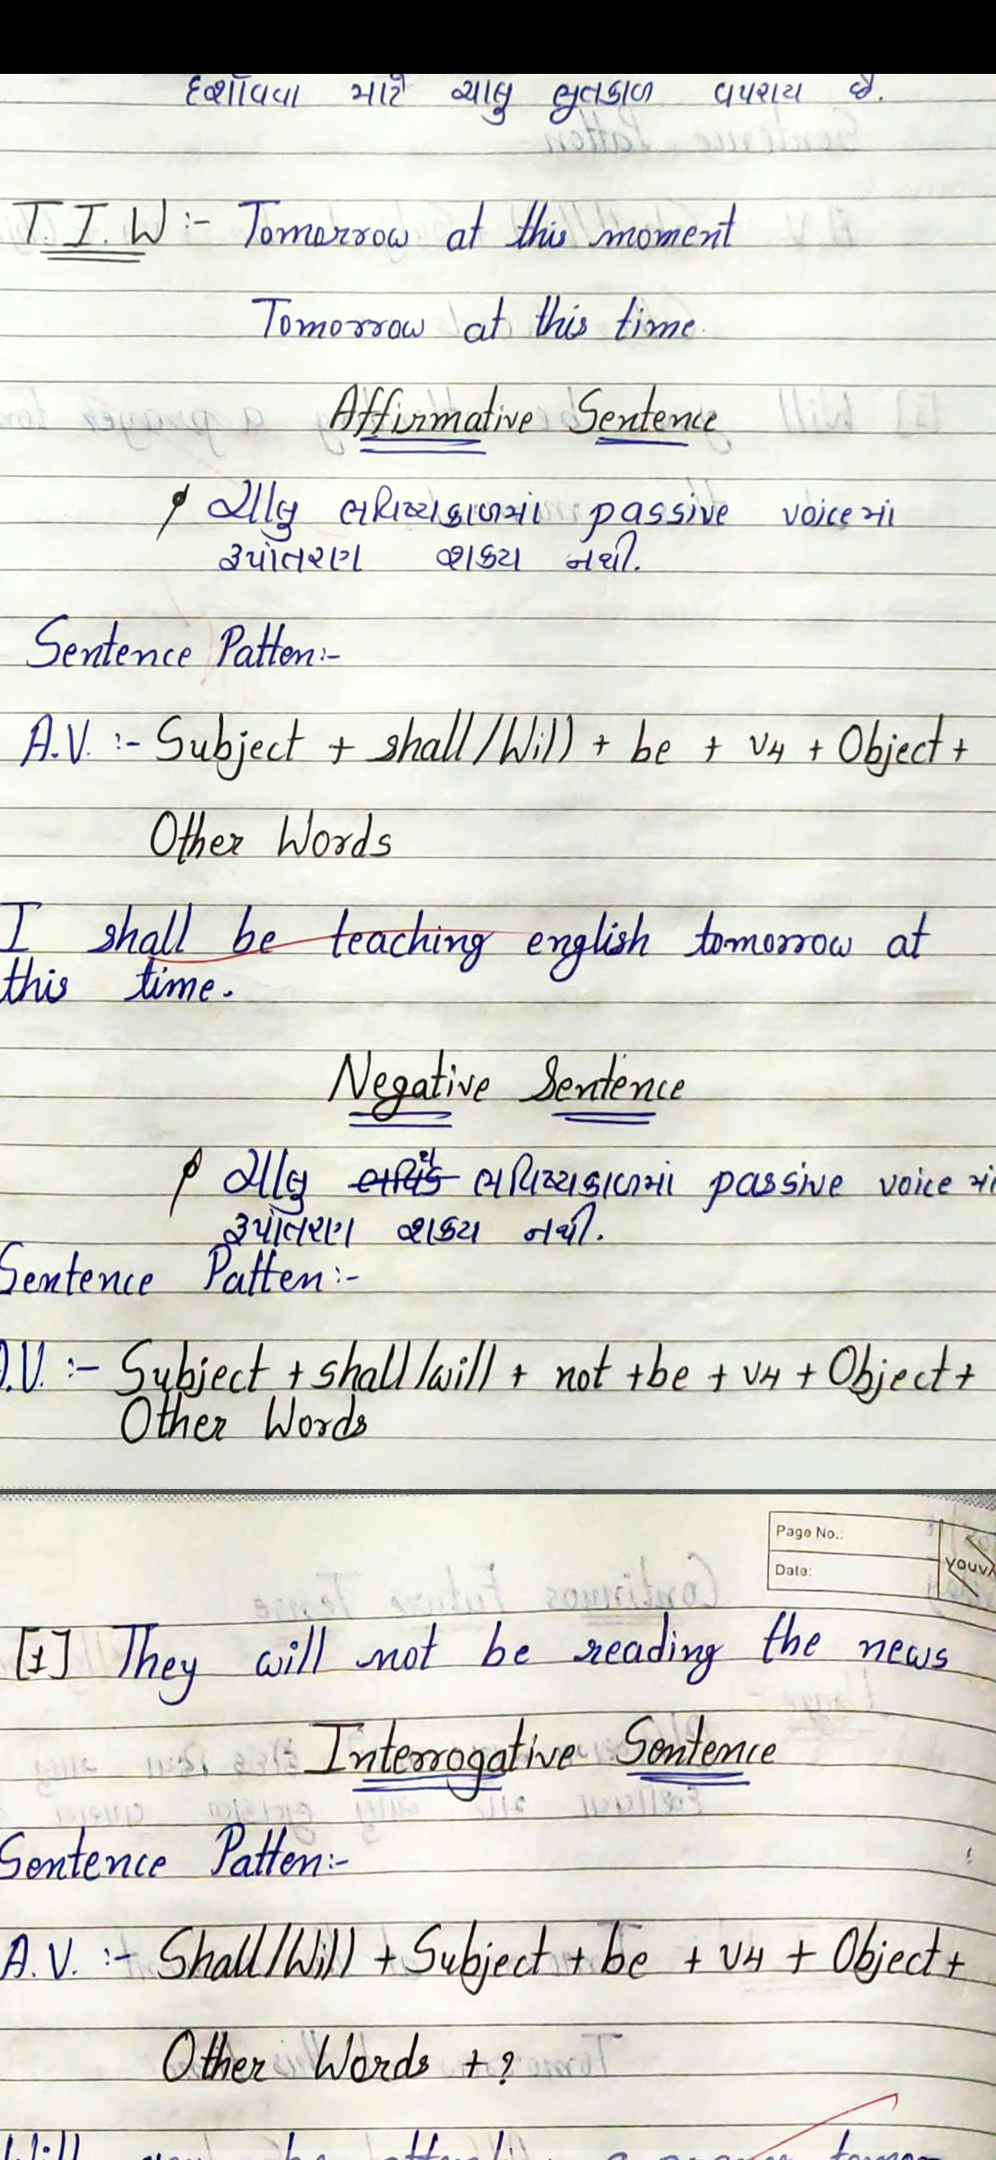 દર્શાવવા માટે ચાલુ ભુતકાળ વપરાય છે.
T.I.W :- Tomorrow at this moment
Tomorrow at this time.
Affirmative Sentence
ચાલુ ભવિષ્યકાળમાં passive voice માં
રૂપાંતરણ શક્ય નથી.
Sentence Patten:-
A.V. :- Subject + shall/Will + be + v4 + Object +
Other Words
I shall be teaching english tomorrow at
this time.
Negative Sentence
ચાલુ ભવિષ્યકાળમાં passive voice માં
રૂપાંતરણ શક્ય નથી.
Sentence Patten:-
.V. :- Subject + shall/will + not + be + v4 + Object +
Other Words
Page No.:
Date:
YOUVA
[1] They will not be reading the news
Interrogative Sentence
Sentence Patten:-
A.V. :- Shall/Will + Subject + be + v4 + Object +
Other Words + ?
Will you be a